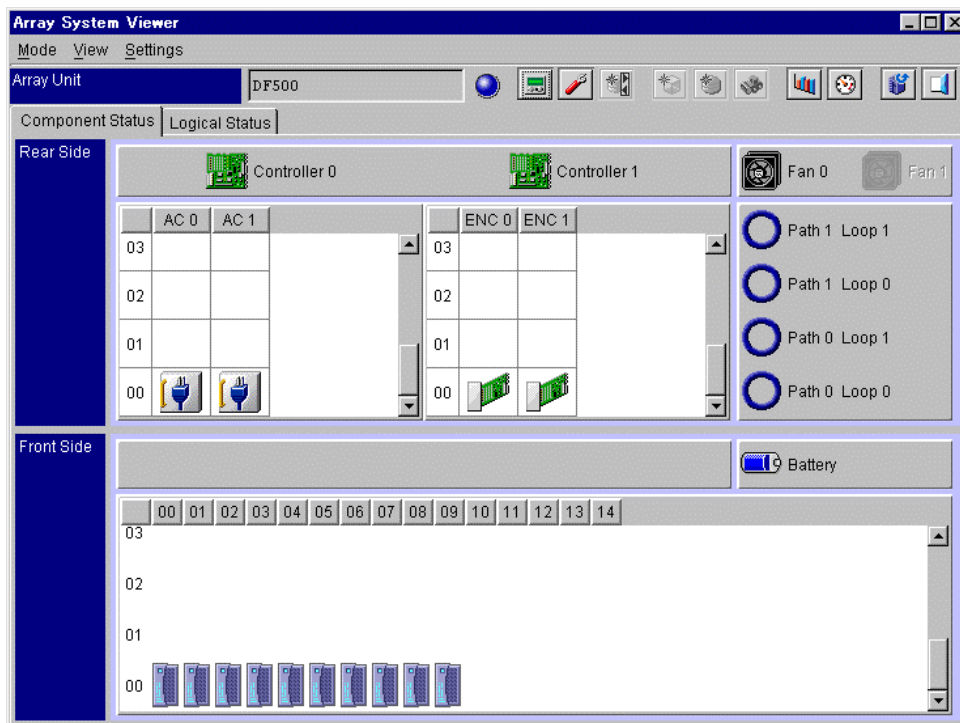 Array System Viewer
Mode View Settings
Array Unit DF500
Component Status Logical Status
Rear Side
Controller 0 Controller 1 Fan 0 Fan 1
AC 0 AC 1
03
02
01
00
ENC 0 ENC 1
03
02
01
00
Path 1 Loop 1
Path 1 Loop 0
Path 0 Loop 1
Path 0 Loop 0
Front Side
Battery
00 01 02 03 04 05 06 07 08 09 10 11 12 13 14
03
02
01
00